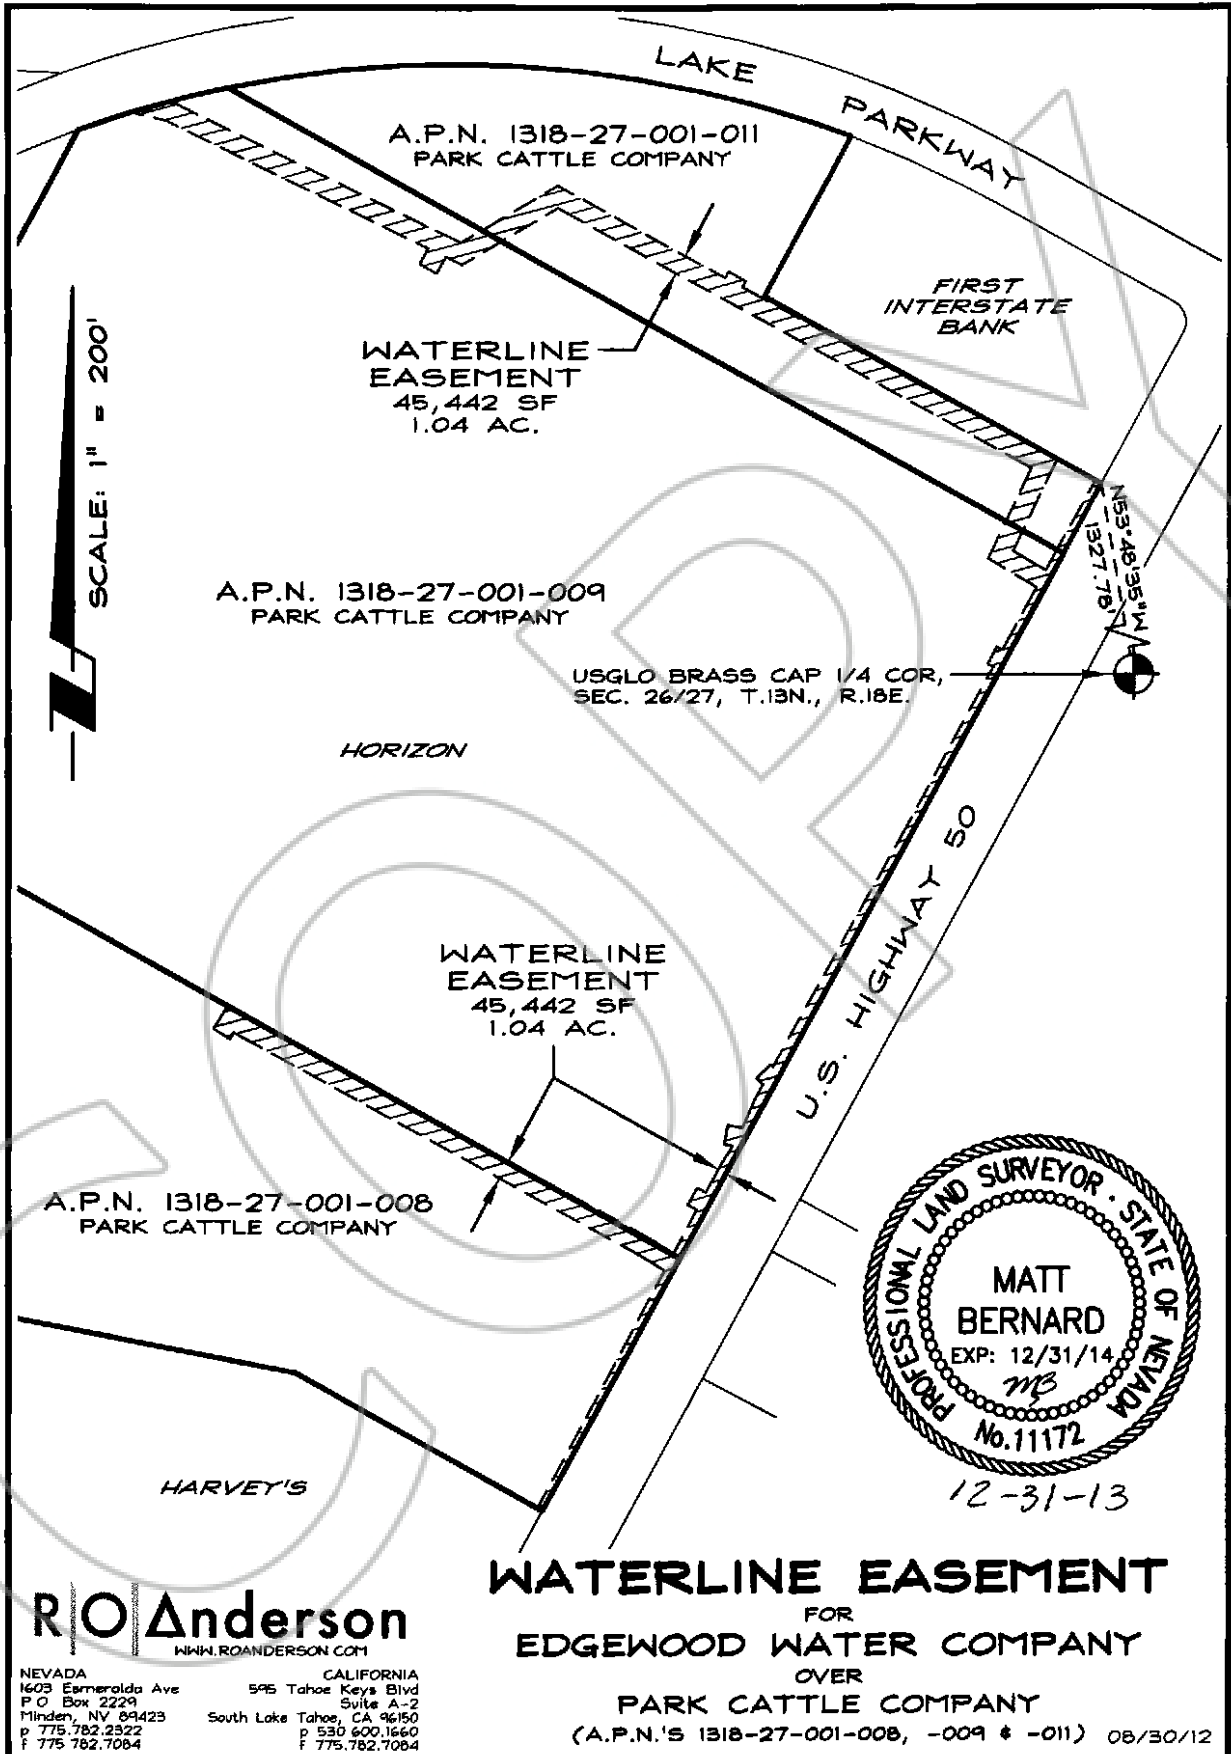 LAKE PARKWAY
A.P.N. 1318-27-001-011
PARK CATTLE COMPANY
FIRST
INTERSTATE
BANK
WATERLINE
EASEMENT
45,442 SF
1.04 AC.
SCALE: 1" = 200'
N53°48'35"W
1327.78'
A.P.N. 1318-27-001-009
PARK CATTLE COMPANY
USGLO BRASS CAP 1/4 COR,
SEC. 26/27, T.13N., R.18E.
HORIZON
U.S. HIGHWAY 50
WATERLINE
EASEMENT
45,442 SF
1.04 AC.
A.P.N. 1318-27-001-008
PARK CATTLE COMPANY
PROFESSIONAL LAND SURVEYOR · STATE OF NEVADA
MATT
BERNARD
EXP: 12/31/14
MB
No.11172
12-31-13
HARVEY'S
COPY
WATERLINE EASEMENT
FOR
EDGEWOOD WATER COMPANY
OVER
PARK CATTLE COMPANY
(A.P.N.'S 1318-27-001-008, -009 & -011) 08/30/12
R|O|Anderson
WWW.ROANDERSON.COM
NEVADA
1603 Esmeralda Ave
P O Box 2229
Minden, NV 89423
p 775.782.2322
f 775 782.7084
CALIFORNIA
595 Tahoe Keys Blvd
Suite A-2
South Lake Tahoe, CA 96150
p 530 600.1660
f 775.782.7084